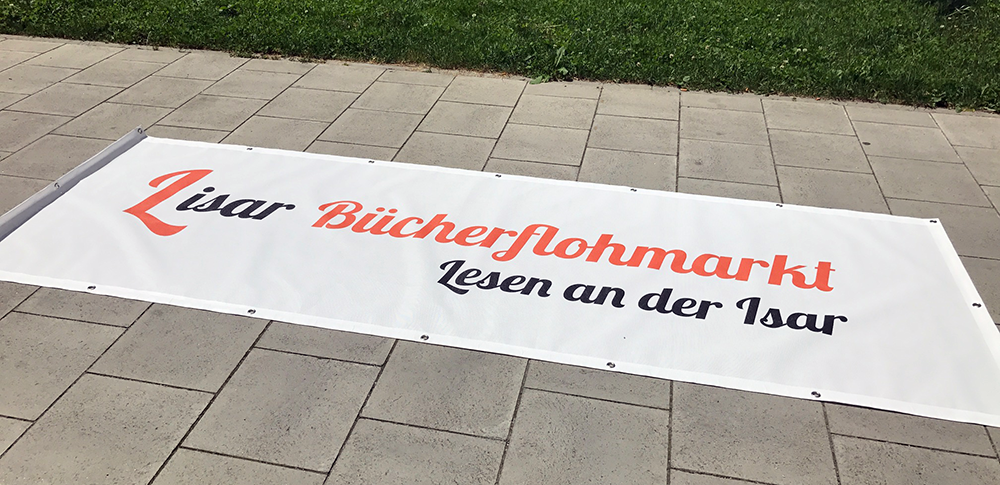 Lisar Bücherflohmarkt
Lesen an der Isar